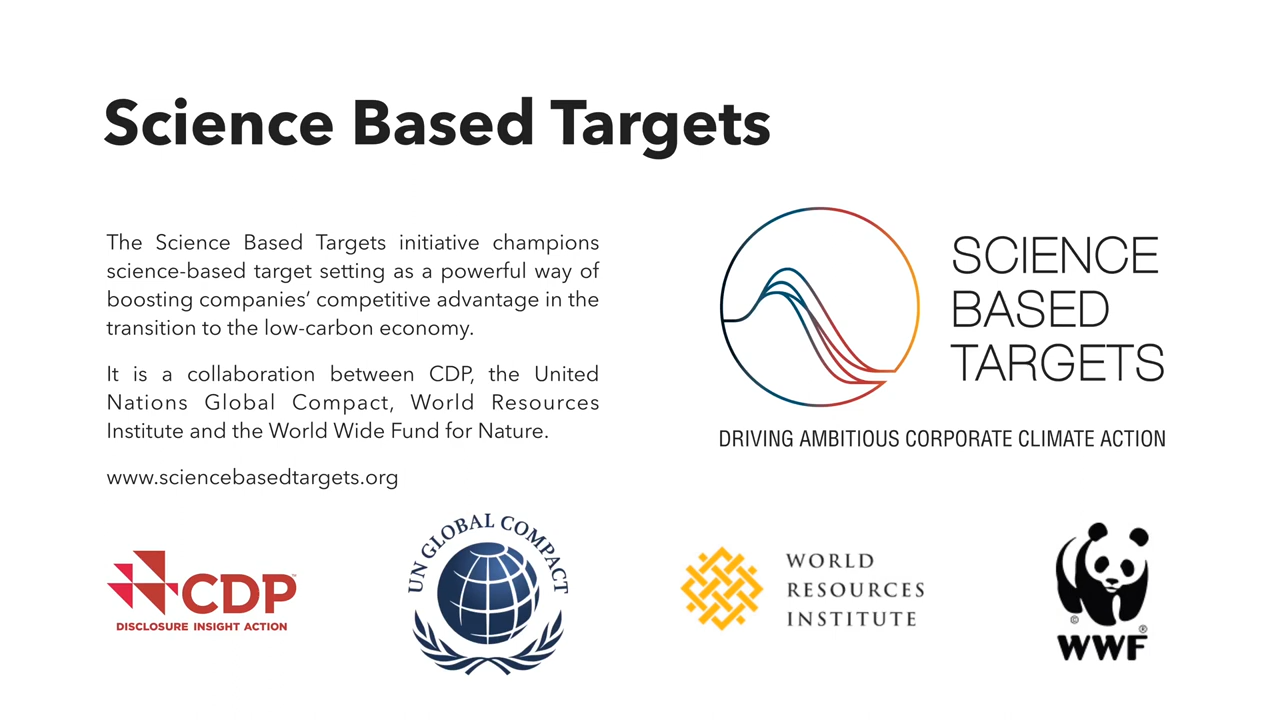 Science Based Targets
The Science Based Targets initiative champions
science-based target setting as a powerful way of
boosting companies’ competitive advantage in the
transition to the low-carbon economy.
It is a collaboration between CDP, the United
Nations Global Compact, World Resources
Institute and the World Wide Fund for Nature.
www.sciencebasedtargets.org
SCIENCE
BASED
TARGETS
DRIVING AMBITIOUS CORPORATE CLIMATE ACTION
CDP™
DISCLOSURE INSIGHT ACTION
UN GLOBAL COMPACT
WORLD
RESOURCES
INSTITUTE
© ®
WWF